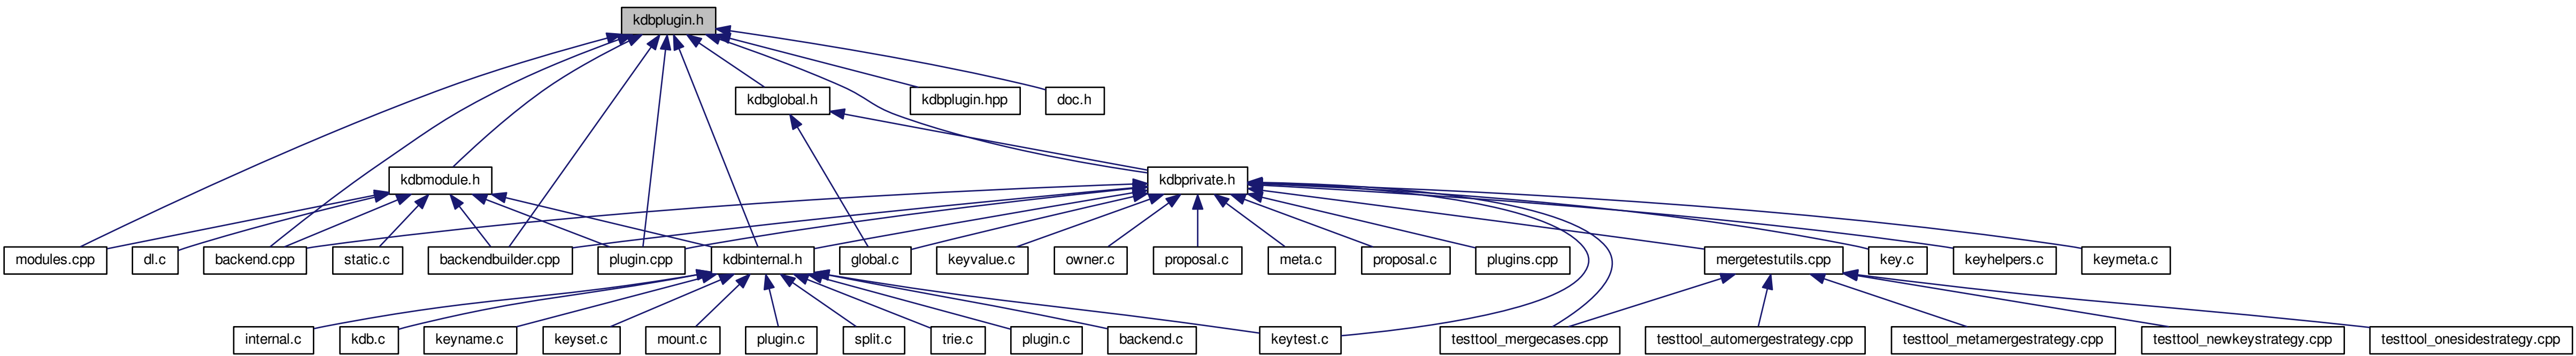 kdbplugin.h
kdbglobal.h
kdbplugin.hpp
doc.h
kdbmodule.h
kdbprivate.h
modules.cpp
dl.c
backend.cpp
static.c
backendbuilder.cpp
plugin.cpp
kdbinternal.h
global.c
keyvalue.c
owner.c
proposal.c
meta.c
proposal.c
plugins.cpp
mergetestutils.cpp
key.c
keyhelpers.c
keymeta.c
internal.c
kdb.c
keyname.c
keyset.c
mount.c
plugin.c
split.c
trie.c
plugin.c
backend.c
keytest.c
testtool_mergecases.cpp
testtool_automergestrategy.cpp
testtool_metamergestrategy.cpp
testtool_newkeystrategy.cpp
testtool_onesidestrategy.cpp